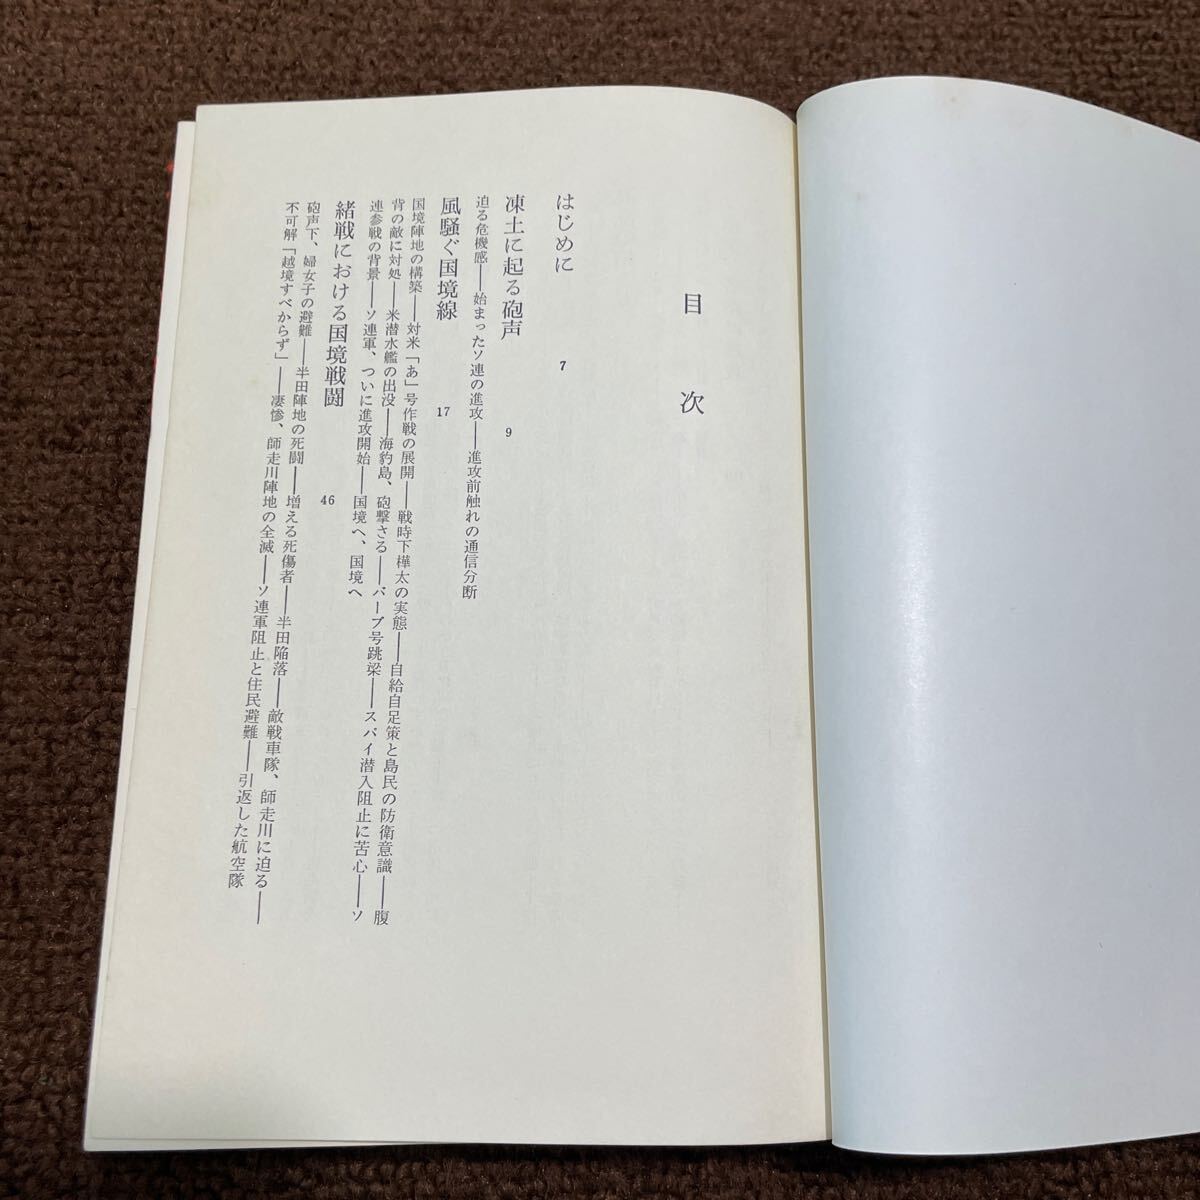 目次
はじめに 7
凍土に起る砲声 9
迫る危機感――始まったソ連の進攻――進攻前触れの通信分断
風騒ぐ国境線 17
国境陣地の構築――対米「あ」号作戦の展開――戦時下樺太の実態――自給自足策と島民の防衛意識――腹
背の敵に対処――米潜水艦の出没――海豹島、砲撃さる――バーブ号跳梁――スパイ潜入阻止に苦心――ソ
連参戦の背景――ソ連軍、ついに進攻開始――国境へ、国境へ
緒戦における国境戦闘 46
砲声下、婦女子の避難――半田陣地の死闘――増える死傷者――半田陥落――敵戦車隊、師走川に迫る――
不可解「越境すべからず」――凄惨、師走川陣地の全滅――ソ連軍阻止と住民避難――引返した航空隊